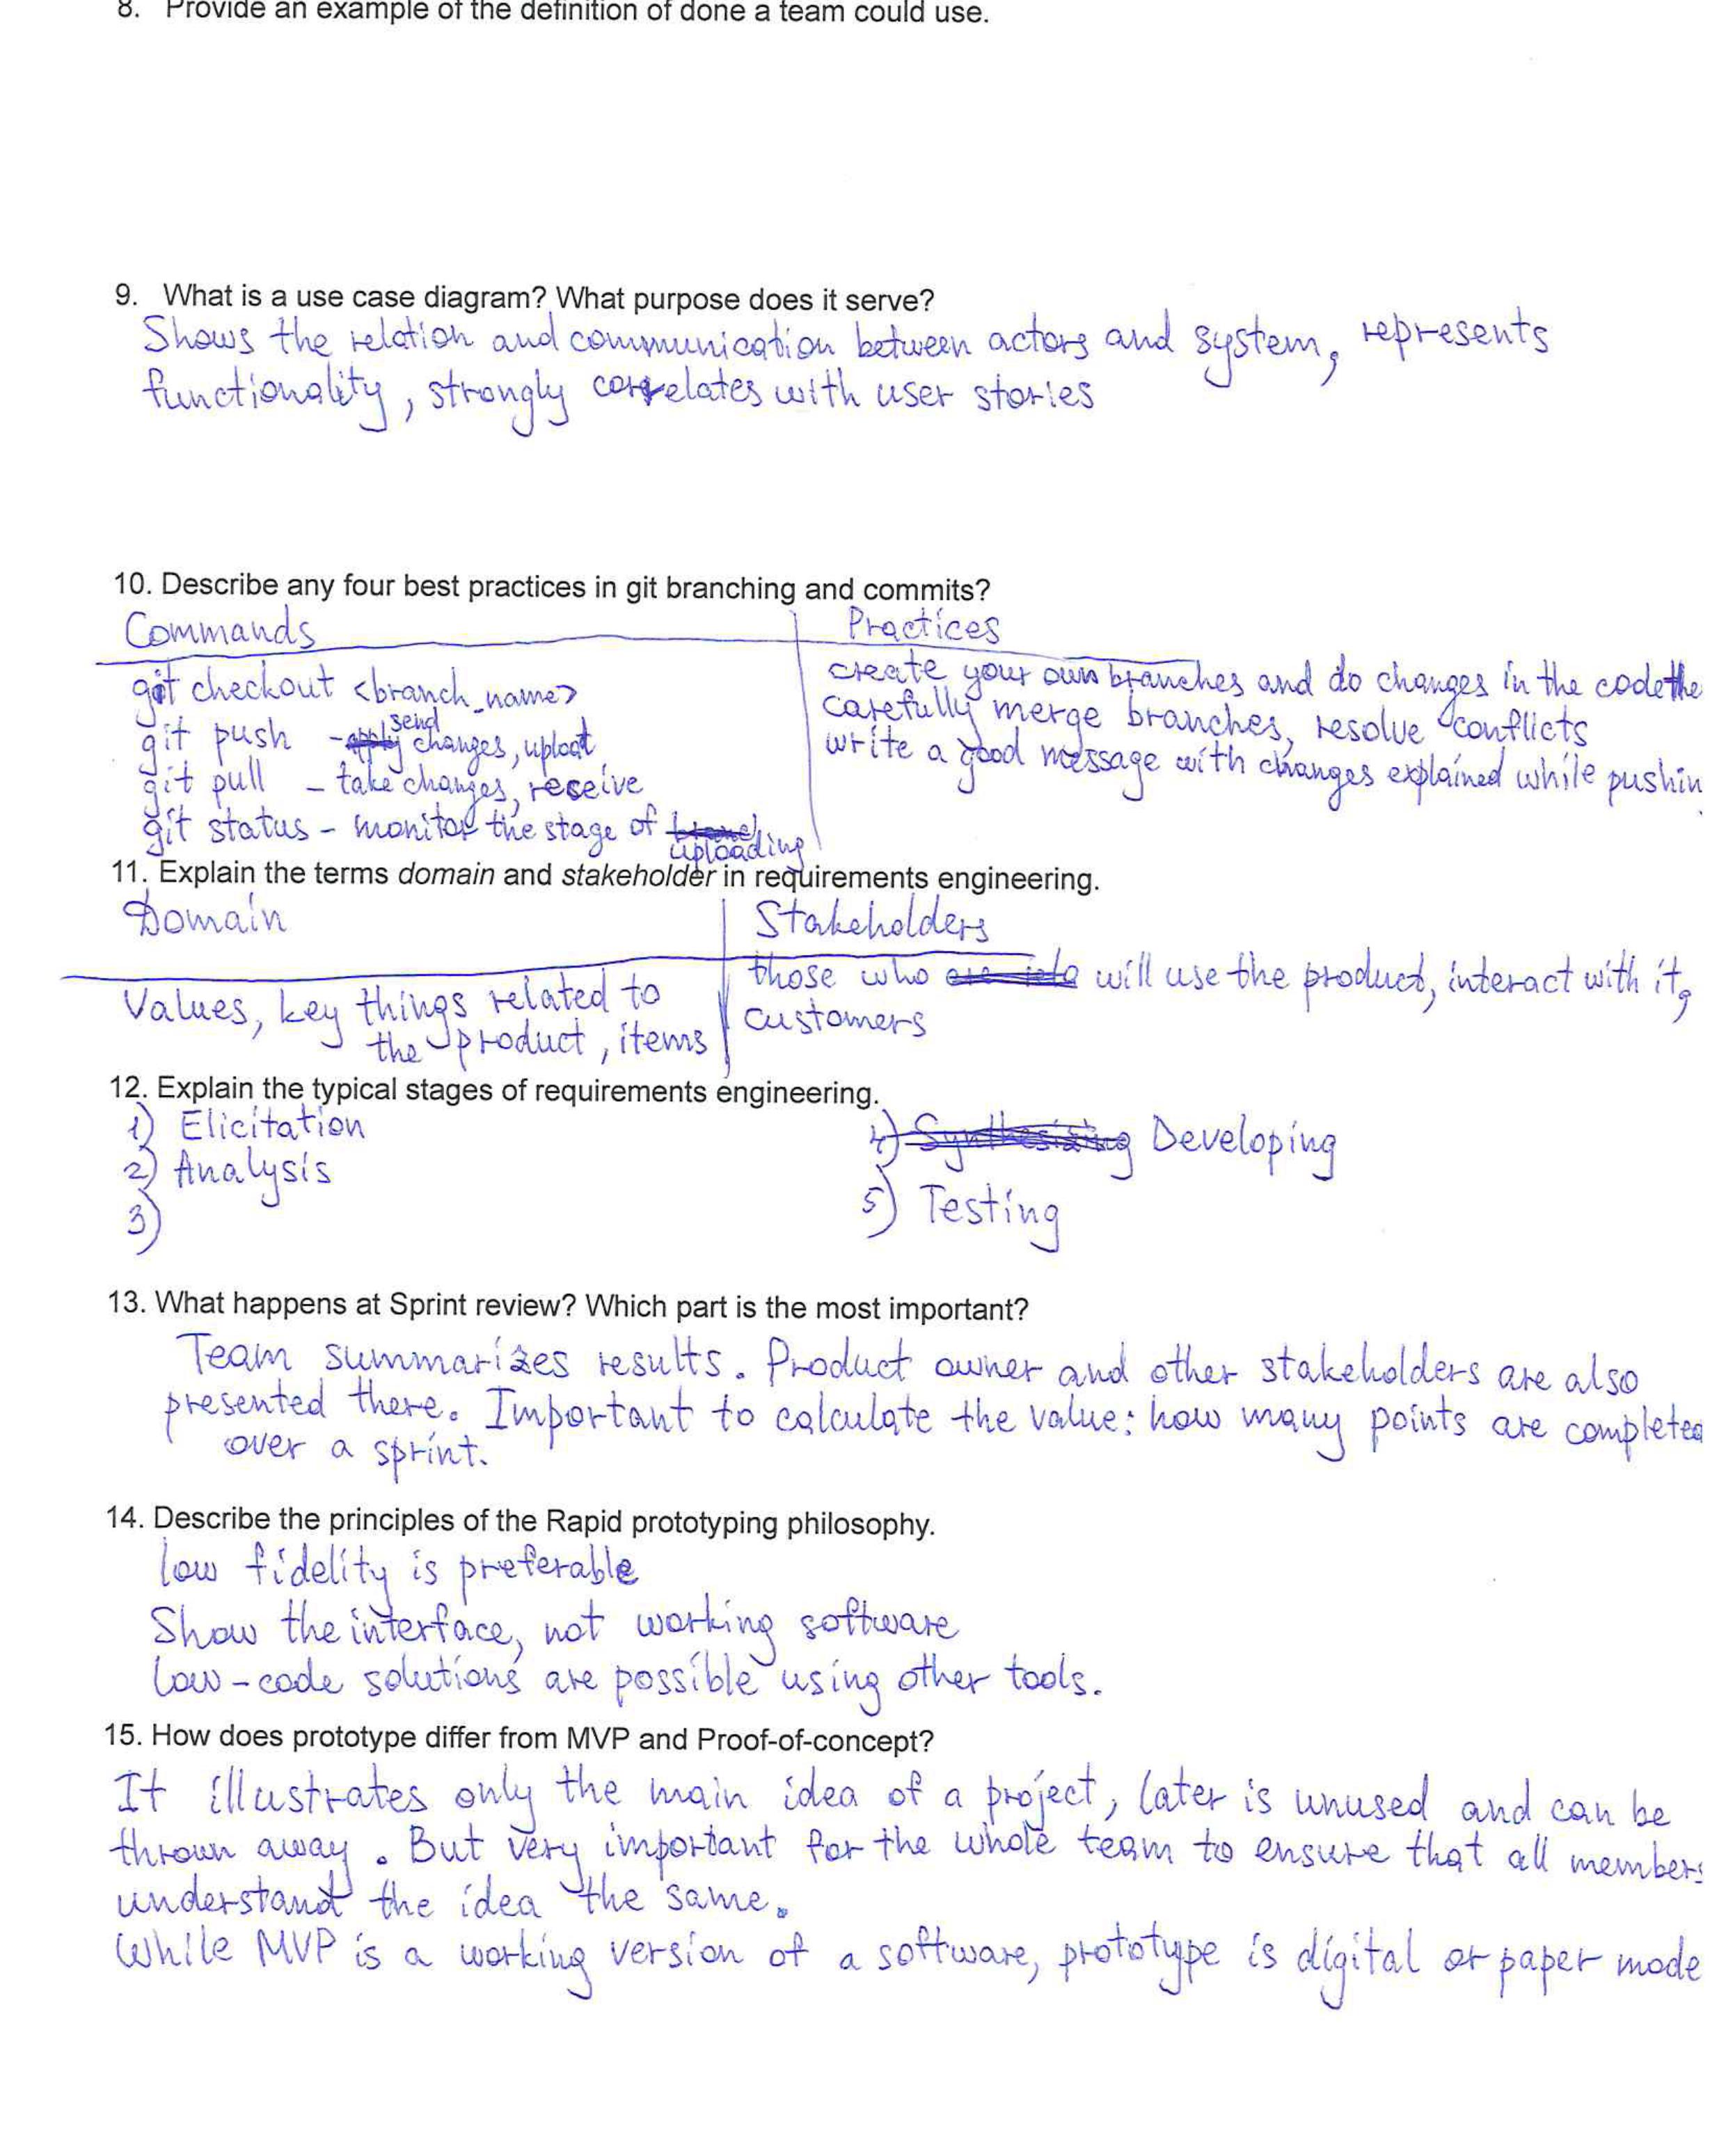 8. Provide an example of the definition of done a team could use.
9. What is a use case diagram? What purpose does it serve?
Shows the relation and communication between actors and system, represents
functionality, strongly correlates with user stories
10. Describe any four best practices in git branching and commits?
Commands
git checkout <branch_name>
git push - send changes, upload
git pull - take changes, receive
git status - monitor the stage of uploading
Practices
create your own branches and do changes in the code the
carefully merge branches, resolve conflicts
write a good message with changes explained while pushin
11. Explain the terms domain and stakeholder in requirements engineering.
Domain
Values, key things related to
the product, items
Stakeholders
those who will use the product, interact with it,
customers
12. Explain the typical stages of requirements engineering.
1) Elicitation
2) Analysis
3)
4) Synthesizing Developing
5) Testing
13. What happens at Sprint review? Which part is the most important?
Team summarizes results. Product owner and other stakeholders are also
presented there. Important to calculate the value: how many points are completed
over a sprint.
14. Describe the principles of the Rapid prototyping philosophy.
low fidelity is preferable
Show the interface, not working software
Low-code solutions are possible using other tools.
15. How does prototype differ from MVP and Proof-of-concept?
It illustrates only the main idea of a project, later is unused and can be
thrown away. But very important for the whole team to ensure that all members
understand the idea the same.
While MVP is a working version of a software, prototype is digital or paper mode